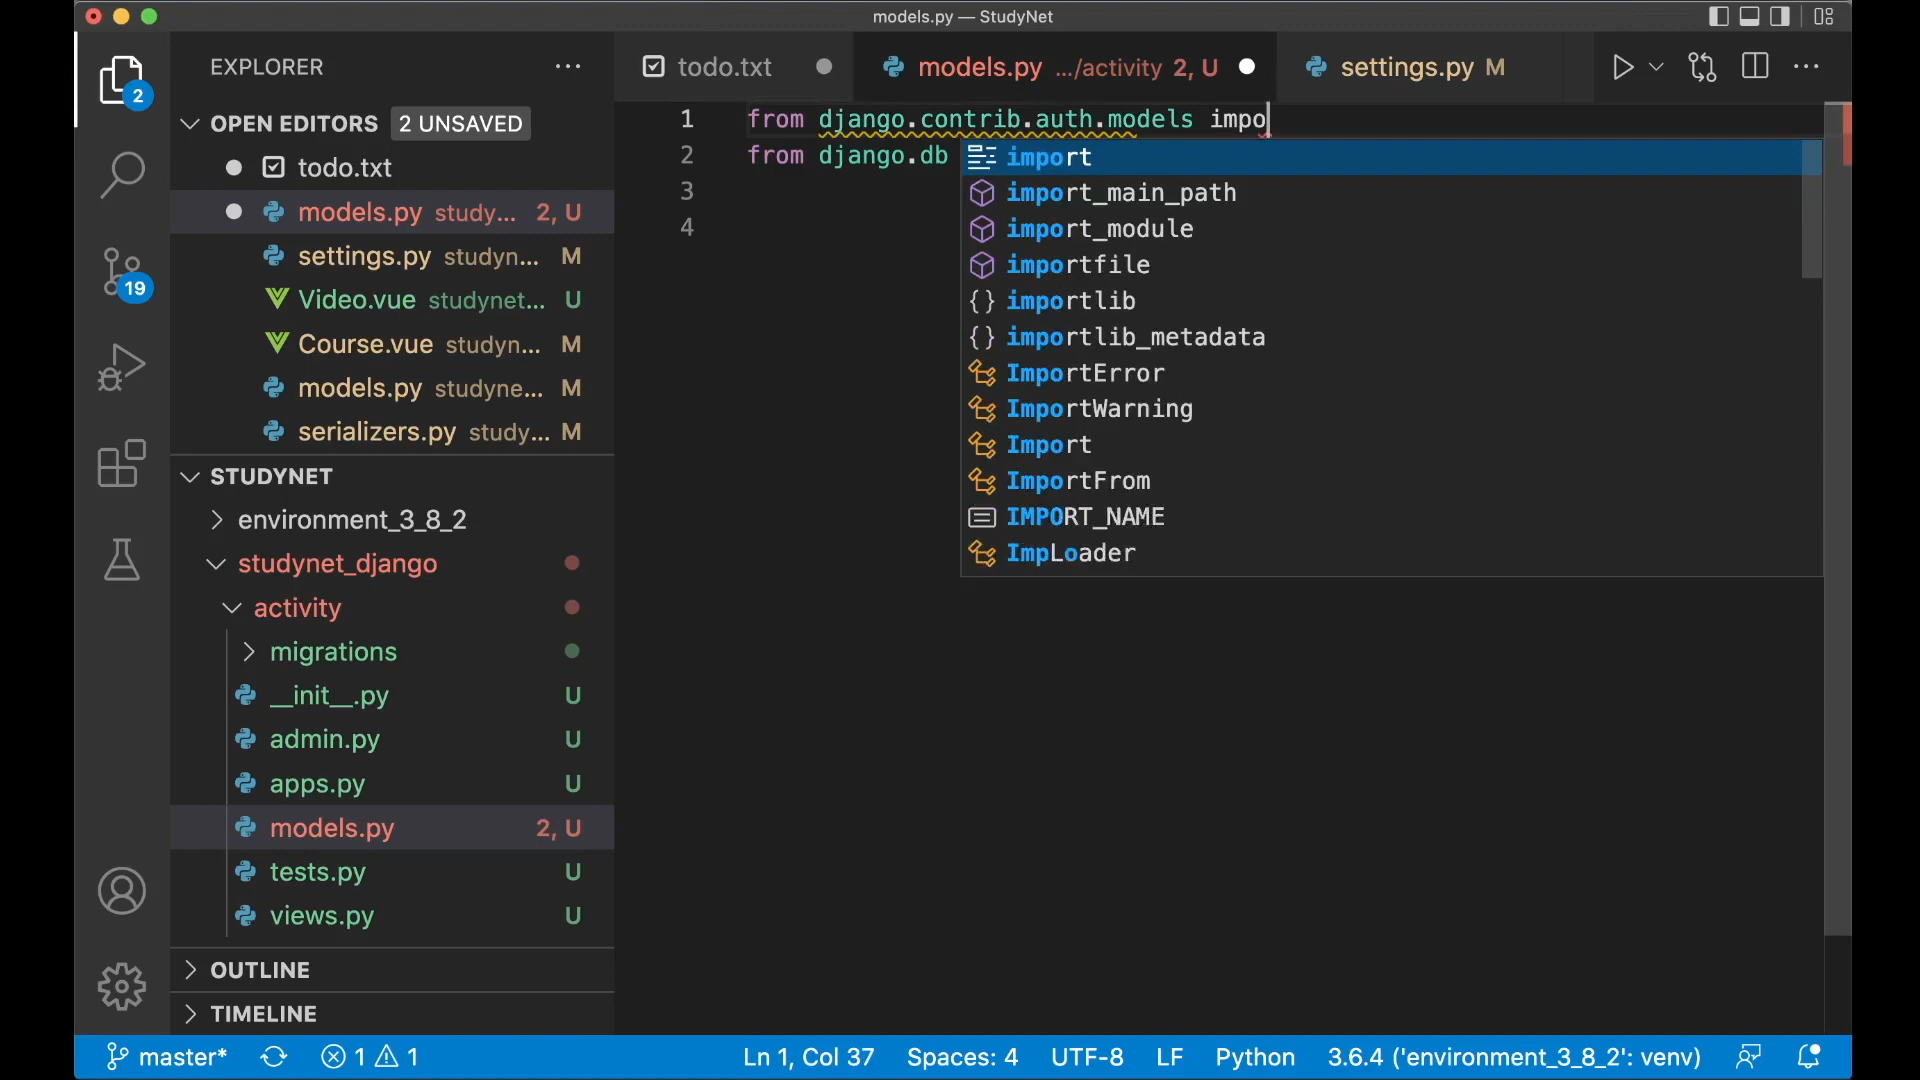 models.py — StudyNet
EXPLORER
todo.txt
models.py .../activity 2, U
settings.py M
2
OPEN EDITORS 2 UNSAVED
todo.txt
models.py study... 2, U
settings.py studyn... M
Video.vue studynet... U
Course.vue studyn... M
models.py studyne... M
serializers.py study... M
19
STUDYNET
environment_3_8_2
studynet_django
activity
migrations
__init__.py U
admin.py U
apps.py U
models.py 2, U
tests.py U
views.py U
OUTLINE
TIMELINE
1 from django.contrib.auth.models impo
2 from django.db
3
4
import
import_main_path
import_module
importfile
{} importlib
{} importlib_metadata
ImportError
ImportWarning
Import
ImportFrom
IMPORT_NAME
ImpLoader
master* 1 1 Ln 1, Col 37 Spaces: 4 UTF-8 LF Python 3.6.4 ('environment_3_8_2': venv)